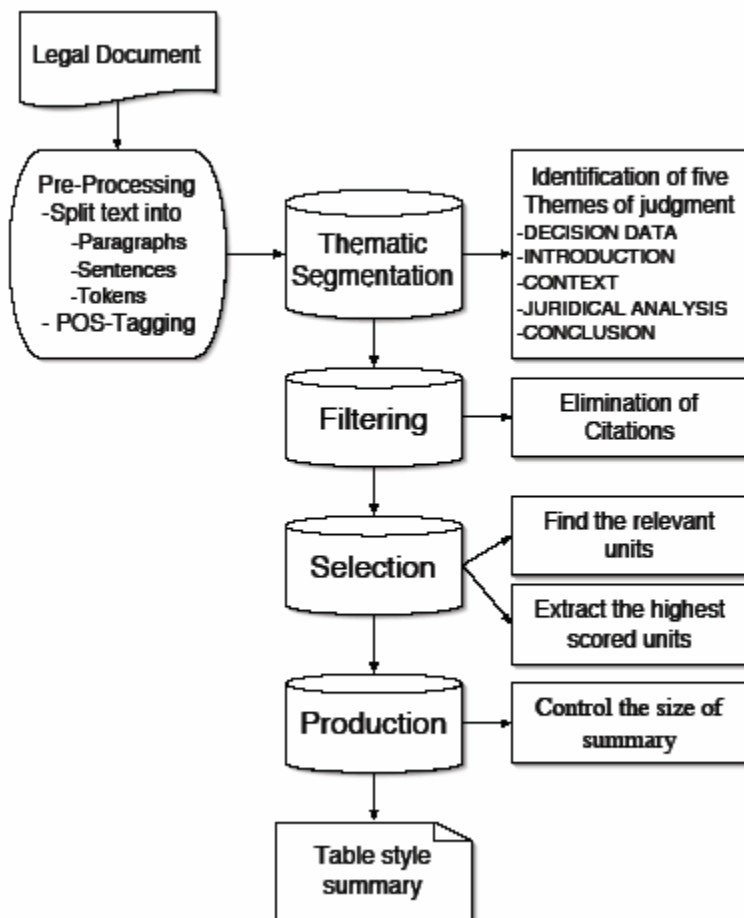 Legal Document
Pre-Processing
-Split text into
-Paragraphs
-Sentences
-Tokens
- POS-Tagging
Thematic
Segmentation
Identification of five
Themes of judgment
-DECISION DATA
-INTRODUCTION
-CONTEXT
-JURIDICAL ANALYSIS
-CONCLUSION
Filtering
Elimination of
Citations
Selection
Find the relevant
units
Extract the highest
scored units
Production
Control the size of
summary
Table style
summary